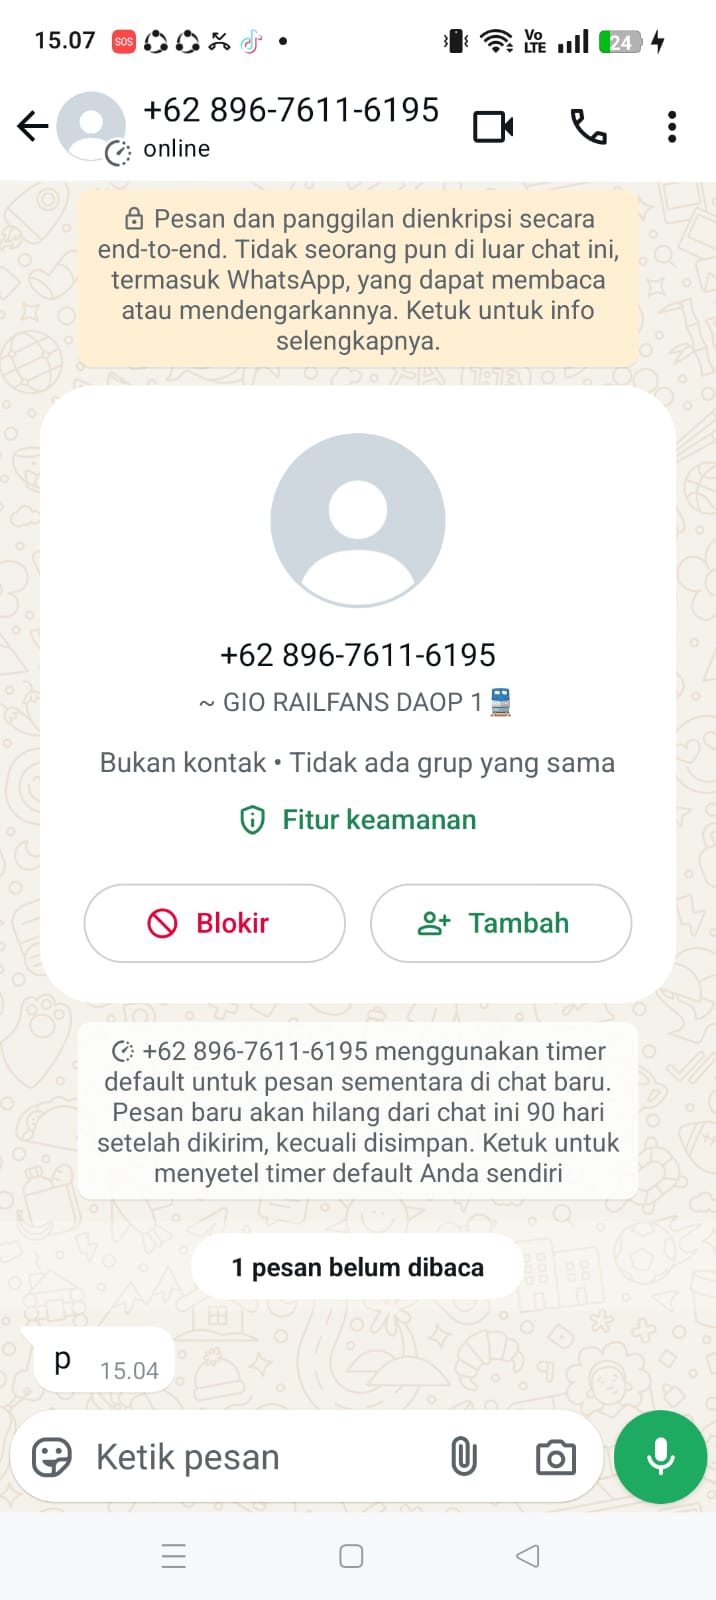 15.07
SOS
Vo
LTE
24
+62 896-7611-6195
online
Pesan dan panggilan dienkripsi secara
end-to-end. Tidak seorang pun di luar chat ini,
termasuk WhatsApp, yang dapat membaca
atau mendengarkannya. Ketuk untuk info
selengkapnya.
+62 896-7611-6195
~ GIO RAILFANS DAOP 1🚆
Bukan kontak • Tidak ada grup yang sama
Fitur keamanan
Blokir
Tambah
+62 896-7611-6195 menggunakan timer
default untuk pesan sementara di chat baru.
Pesan baru akan hilang dari chat ini 90 hari
setelah dikirim, kecuali disimpan. Ketuk untuk
menyetel timer default Anda sendiri
1 pesan belum dibaca
p 15.04
Ketik pesan